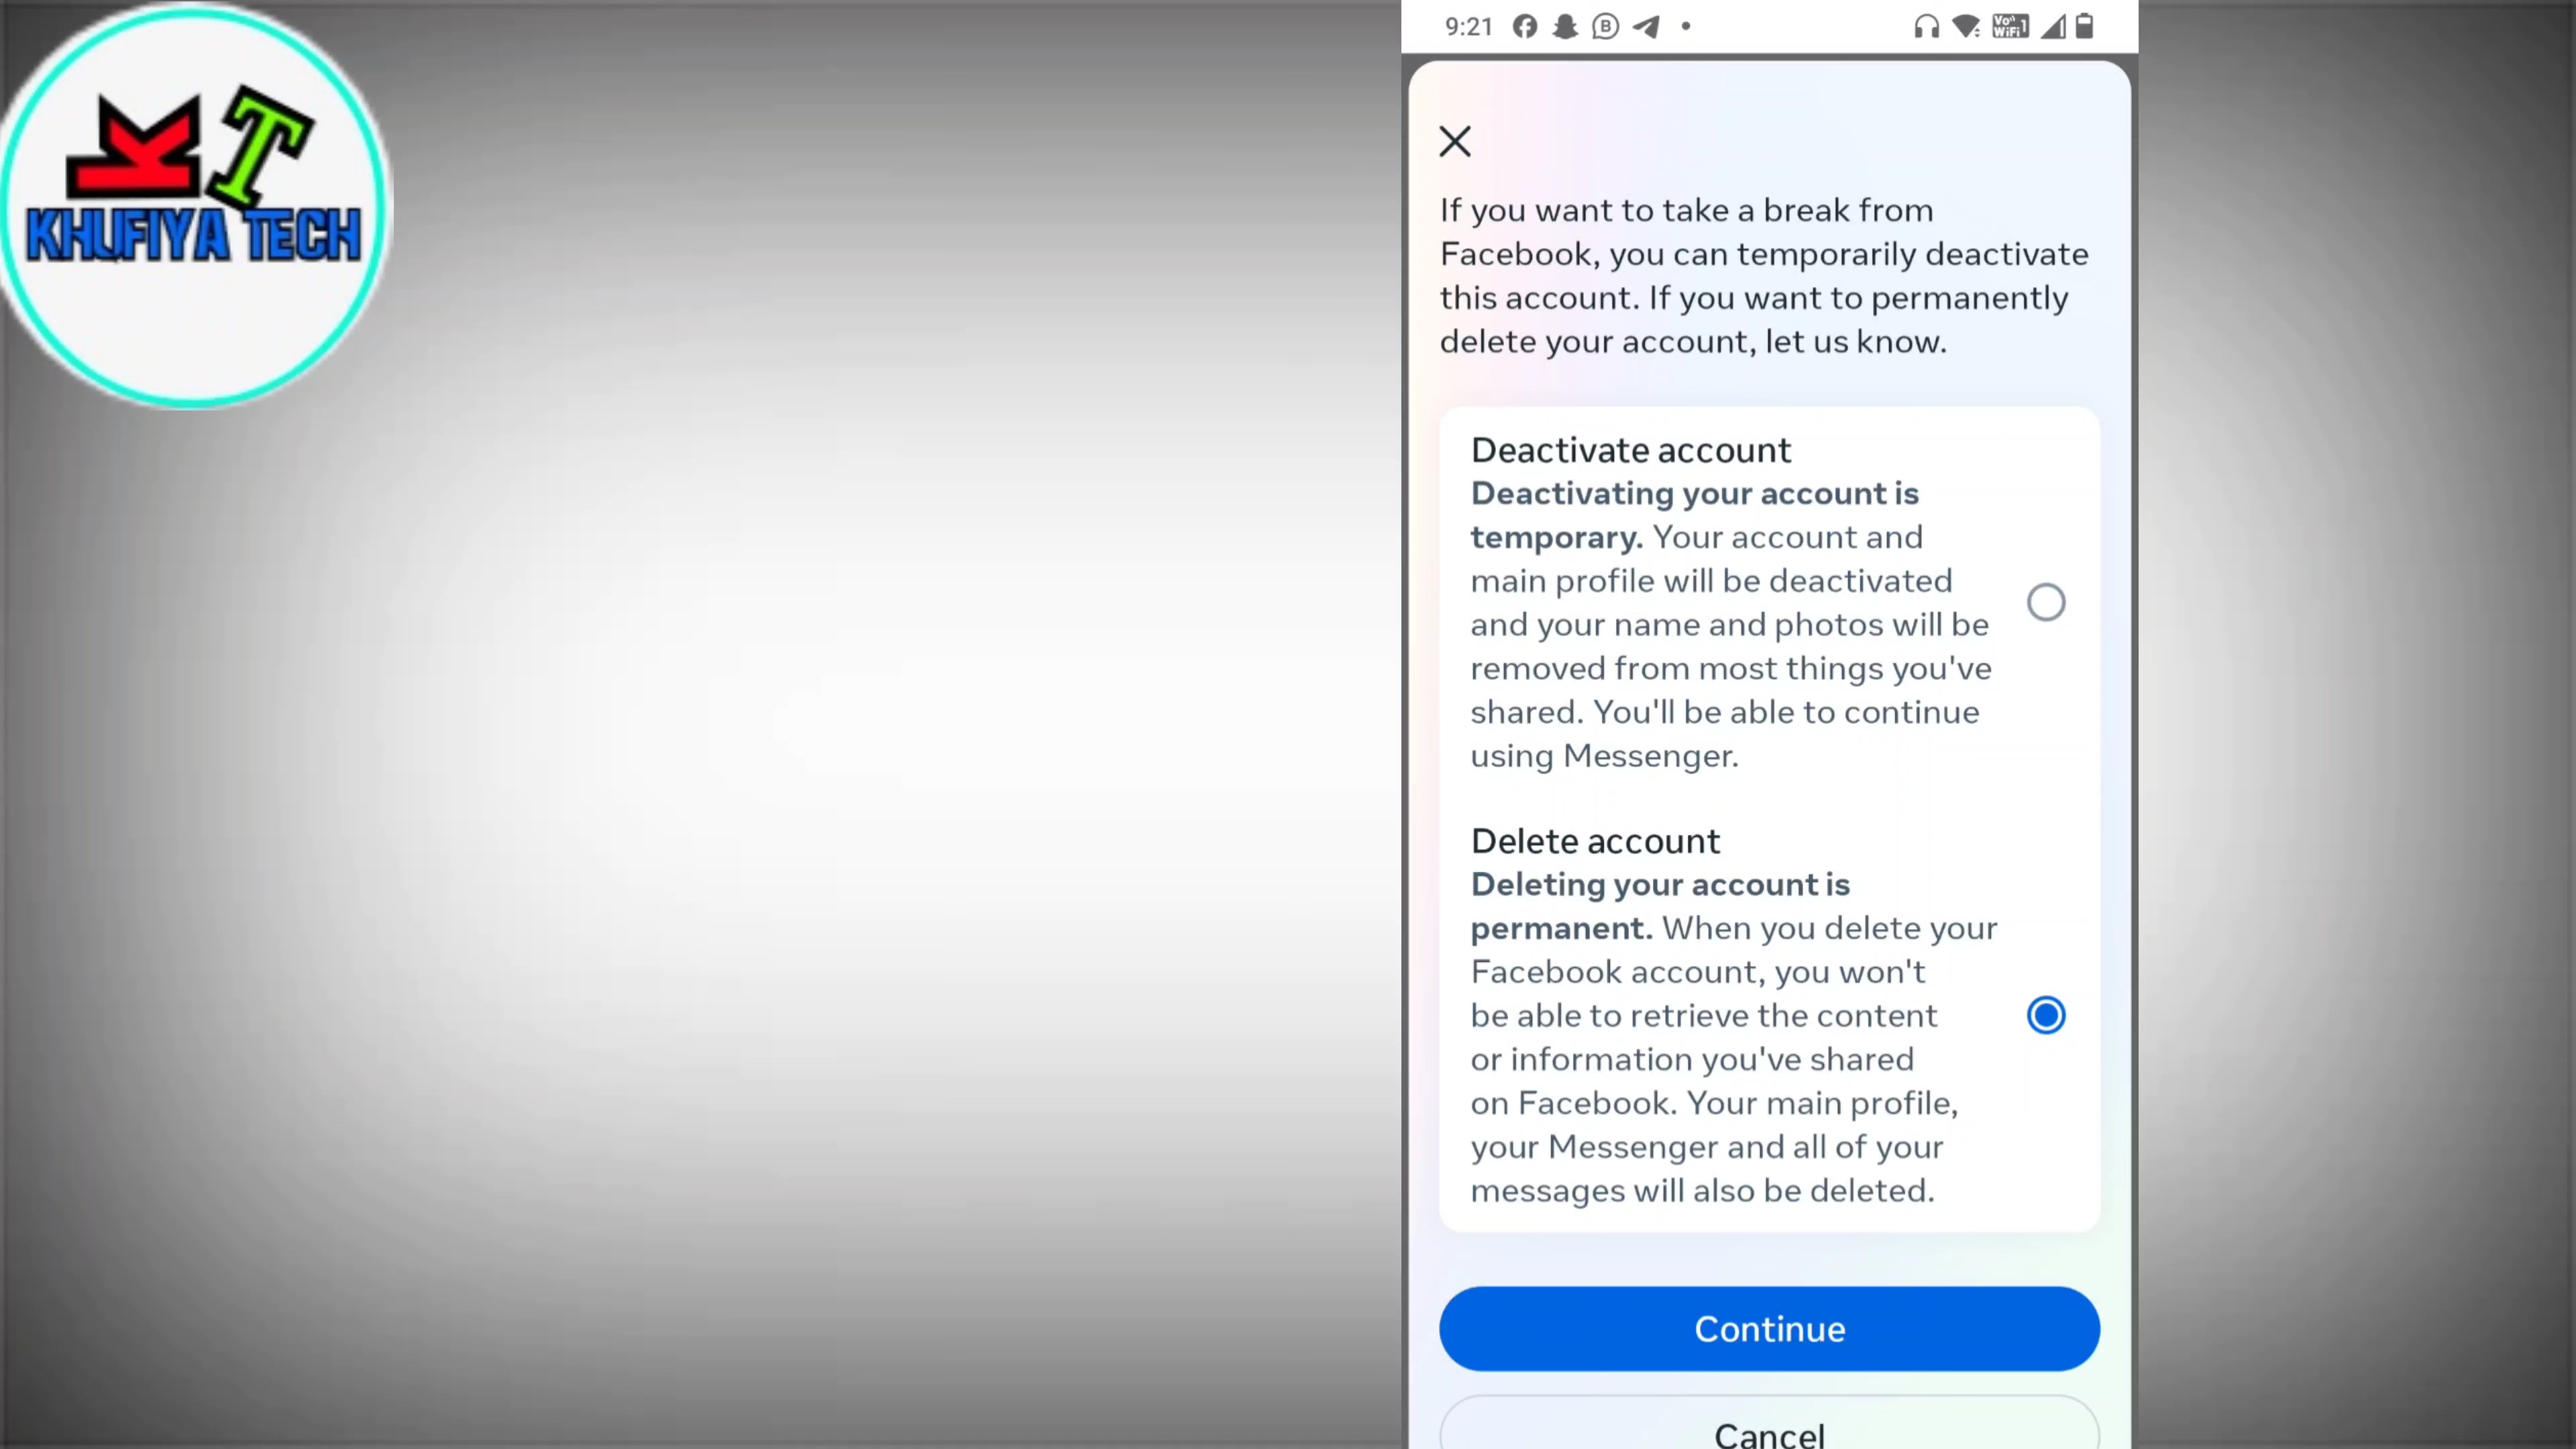 KT
KHUFIYA TECH
9:21
Vo)) 1
WiFi
If you want to take a break from
Facebook, you can temporarily deactivate
this account. If you want to permanently
delete your account, let us know.
Deactivate account
Deactivating your account is
temporary. Your account and
main profile will be deactivated
and your name and photos will be
removed from most things you've
shared. You'll be able to continue
using Messenger.
Delete account
Deleting your account is
permanent. When you delete your
Facebook account, you won't
be able to retrieve the content
or information you've shared
on Facebook. Your main profile,
your Messenger and all of your
messages will also be deleted.
Continue
Cancel